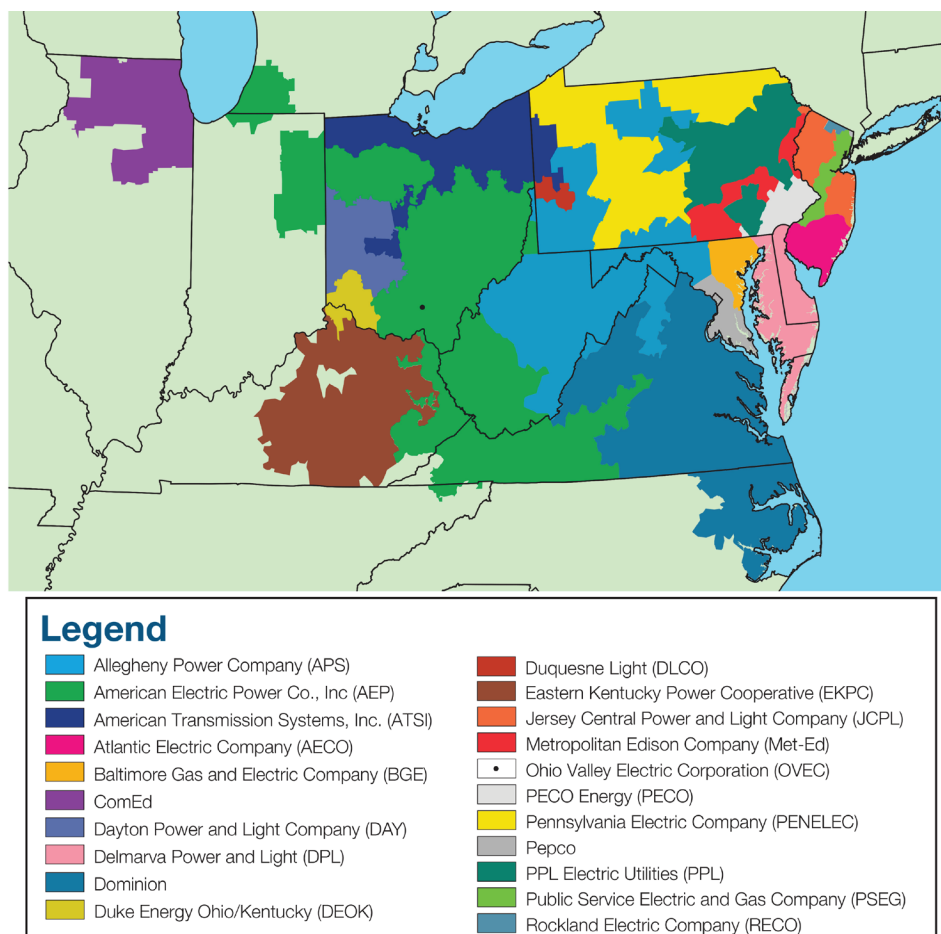 Legend
Allegheny Power Company (APS)
American Electric Power Co., Inc (AEP)
American Transmission Systems, Inc. (ATSI)
Atlantic Electric Company (AECO)
Baltimore Gas and Electric Company (BGE)
ComEd
Dayton Power and Light Company (DAY)
Delmarva Power and Light (DPL)
Dominion
Duke Energy Ohio/Kentucky (DEOK)
Duquesne Light (DLCO)
Eastern Kentucky Power Cooperative (EKPC)
Jersey Central Power and Light Company (JCPL)
Metropolitan Edison Company (Met-Ed)
Ohio Valley Electric Corporation (OVEC)
PECO Energy (PECO)
Pennsylvania Electric Company (PENELEC)
Pepco
PPL Electric Utilities (PPL)
Public Service Electric and Gas Company (PSEG)
Rockland Electric Company (RECO)